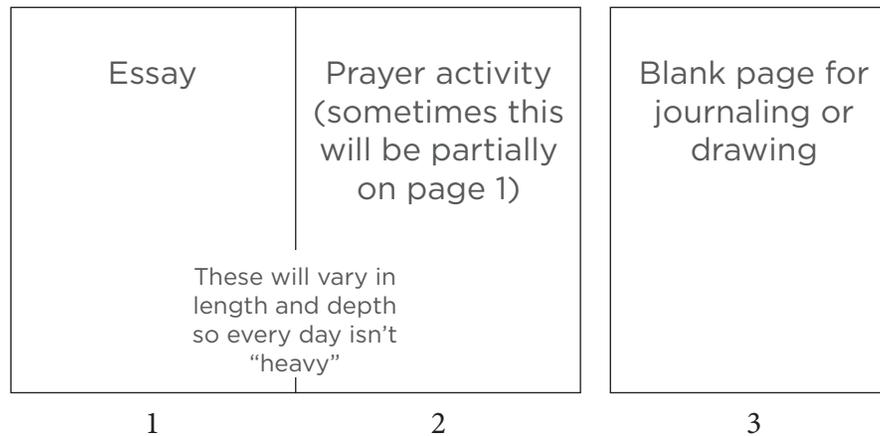 Essay
Prayer activity
(sometimes this
will be partially
on page 1)
These will vary in
length and depth
so every day isn’t
“heavy”
Blank page for
journaling or
drawing
1
2
3